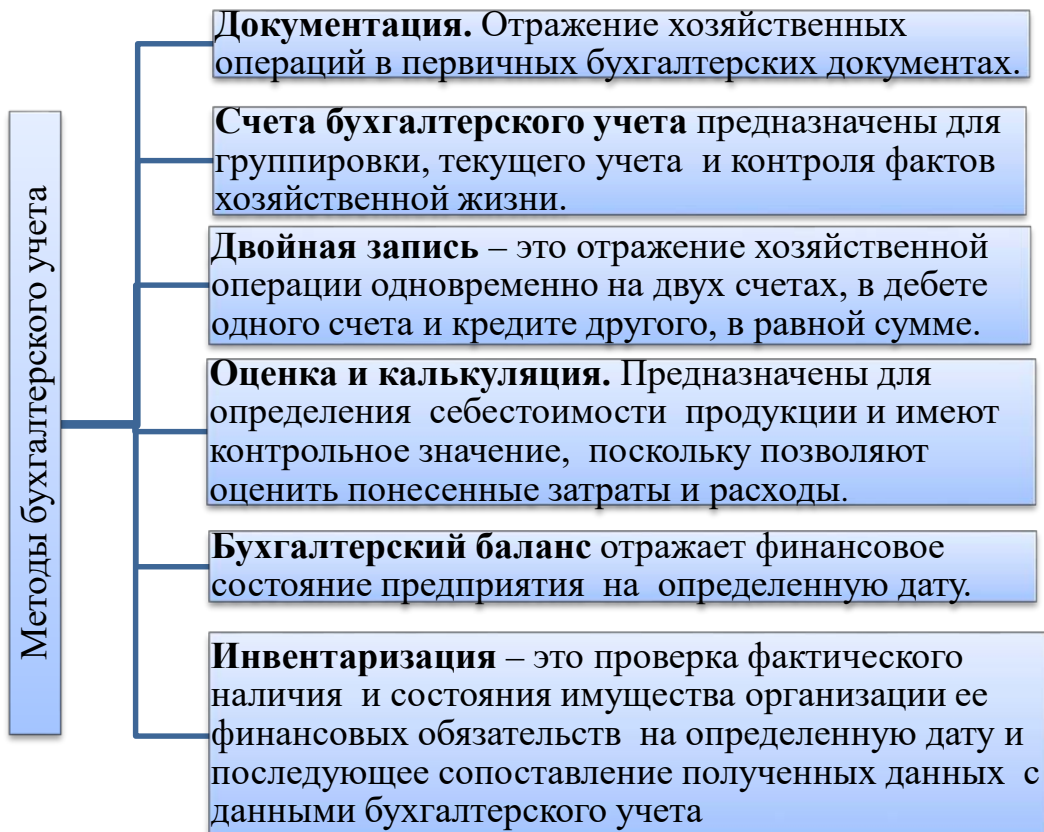 Методы бухгалтерского учета
Документация. Отражение хозяйственных
операций в первичных бухгалтерских документах.
Счета бухгалтерского учета предназначены для
группировки, текущего учета и контроля фактов
хозяйственной жизни.
Двойная запись – это отражение хозяйственной
операции одновременно на двух счетах, в дебете
одного счета и кредите другого, в равной сумме.
Оценка и калькуляция. Предназначены для
определения себестоимости продукции и имеют
контрольное значение, поскольку позволяют
оценить понесенные затраты и расходы.
Бухгалтерский баланс отражает финансовое
состояние предприятия на определенную дату.
Инвентаризация – это проверка фактического
наличия и состояния имущества организации ее
финансовых обязательств на определенную дату и
последующее сопоставление полученных данных с
данными бухгалтерского учета